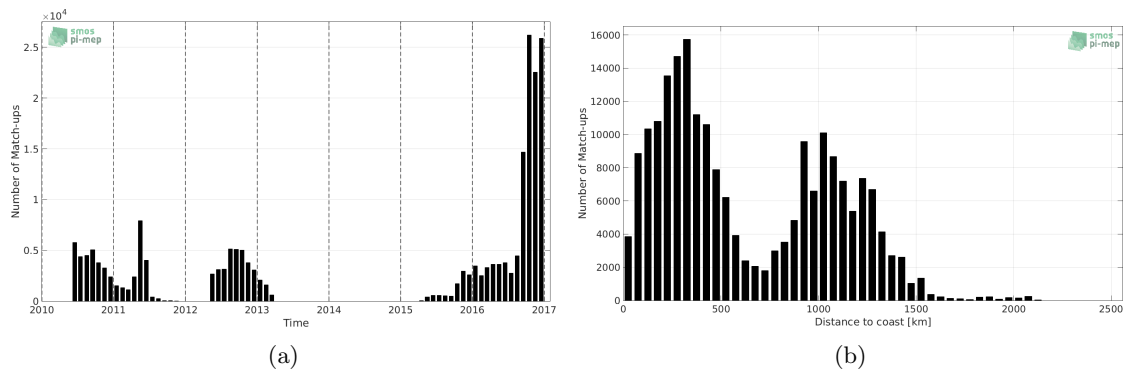 ×10⁴
smos
pi-mep
2.5
2
1.5
1
0.5
0
Number of Match-ups
2010 2011 2012 2013 2014 2015 2016 2017
Time
(a)
smos
pi-mep
16000
14000
12000
10000
8000
6000
4000
2000
0
Number of Match-ups
0 500 1000 1500 2000 2500
Distance to coast [km]
(b)